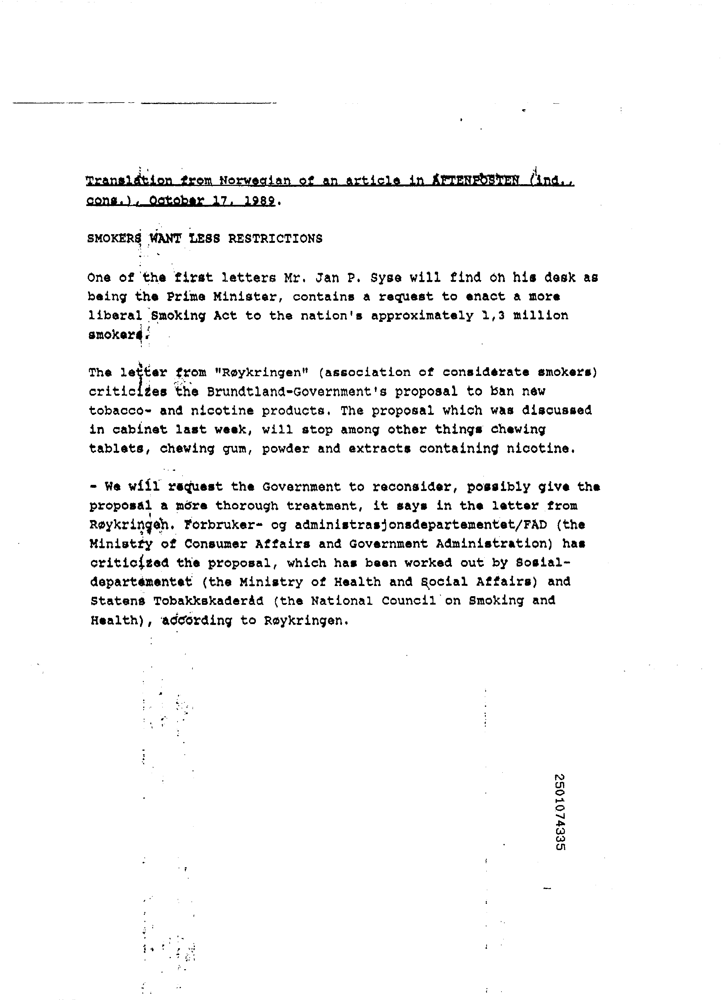 Translation from Norwegian of an article in AFTENPOSTEN (ind.,
cons.), October 17, 1989.
SMOKERS WANT LESS RESTRICTIONS
One of the first letters Mr. Jan P. Syse will find on his desk as
being the Prime Minister, contains a request to enact a more
liberal Smoking Act to the nation's approximately 1,3 million
smokers.
The letter from "Røykringen" (association of considerate smokers)
criticizes the Brundtland-Government's proposal to ban new
tobacco- and nicotine products. The proposal which was discussed
in cabinet last week, will stop among other things chewing
tablets, chewing gum, powder and extracts containing nicotine.
- We will request the Government to reconsider, possibly give the
proposal a more thorough treatment, it says in the letter from
Røykringen. Forbruker- og administrasjonsdepartementet/FAD (the
Ministry of Consumer Affairs and Government Administration) has
criticized the proposal, which has been worked out by Sosial-
departementet (the Ministry of Health and Social Affairs) and
Statens Tobakkskaderåd (the National Council on Smoking and
Health), according to Røykringen.
2501074335